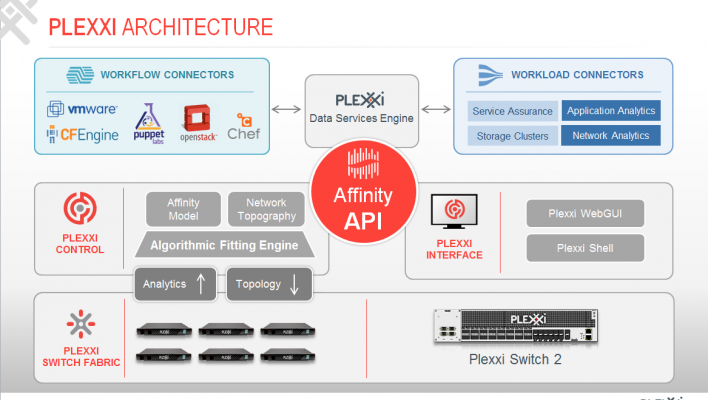 PLEXXI ARCHITECTURE
WORKFLOW CONNECTORS
vmware
puppet
labs
openstack
Chef
CFEngine
PLEXXi
Data Services Engine
WORKLOAD CONNECTORS
Service Assurance
Application Analytics
Storage Clusters
Network Analytics
Affinity
API
PLEXXI
CONTROL
Affinity
Model
Network
Topography
Algorithmic Fitting Engine
Analytics
Topology
PLEXXI
INTERFACE
Plexxi WebGUI
Plexxi Shell
PLEXXI
SWITCH FABRIC
PLEXXi
Plexxi Switch 2